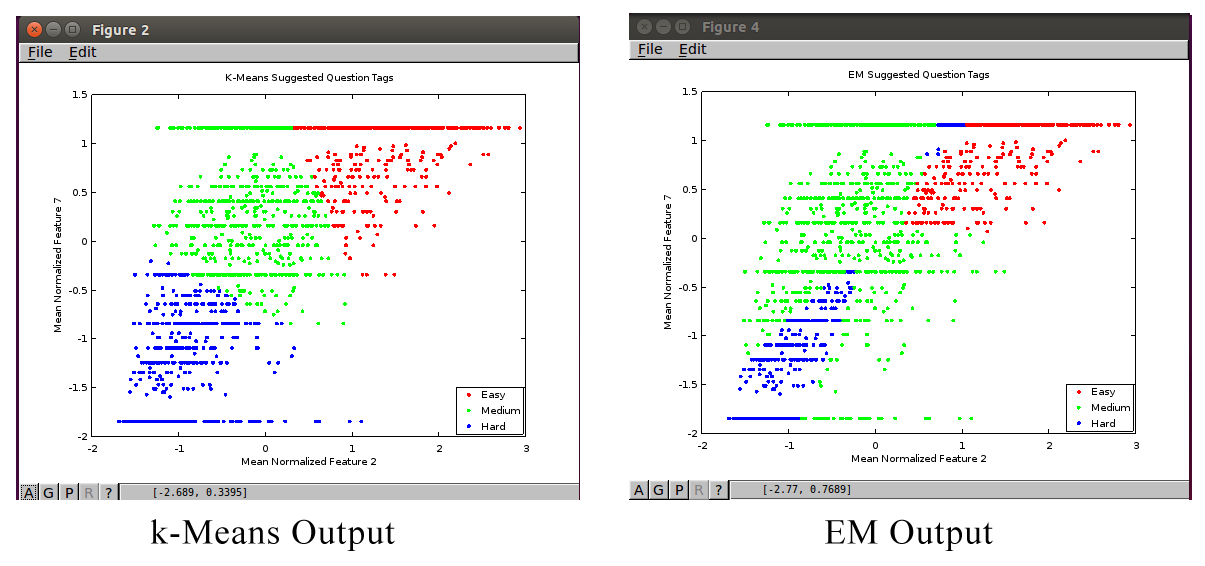 Figure 2
File Edit
K-Means Suggested Question Tags
1.5
1
0.5
0
-0.5
-1
-1.5
-2
Mean Normalized Feature 7
Easy
Medium
Hard
-2 -1 0 1 2 3
Mean Normalized Feature 2
A G P R ? [-2.689, 0.3395]
k-Means Output
Figure 4
File Edit
EM Suggested Question Tags
1.5
1
0.5
0
-0.5
-1
-1.5
-2
Mean Normalized Feature 7
Easy
Medium
Hard
-2 -1 0 1 2 3
Mean Normalized Feature 2
A G P R ? [-2.77, 0.7689]
EM Output